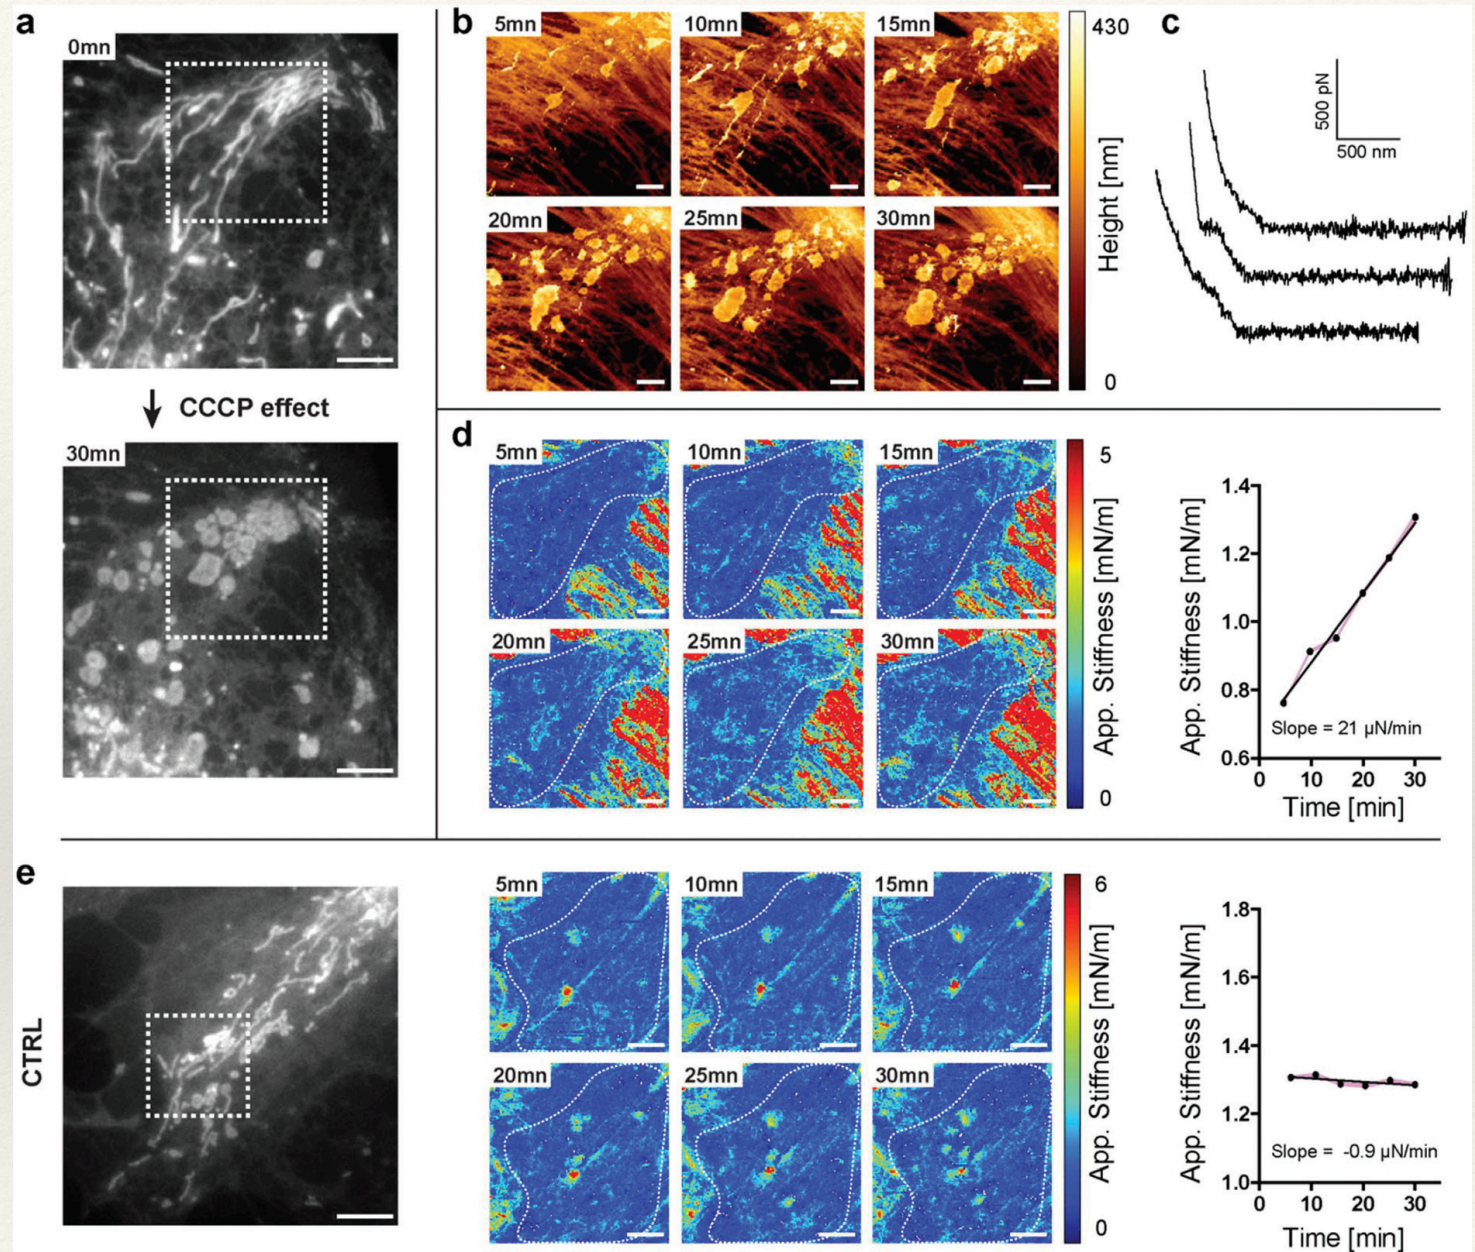 a
0mn
CCCP effect
30mn
b
5mn
10mn
15mn
20mn
25mn
30mn
430
Height [nm]
0
c
500 pN
500 nm
d
5mn
10mn
15mn
20mn
25mn
30mn
5
App. Stiffness [mN/m]
0
App. Stiffness [mN/m]
1.4
1.2
1.0
0.8
0.6
Slope = 21 µN/min
0
10
20
30
Time [min]
e
CTRL
5mn
10mn
15mn
20mn
25mn
30mn
6
App. Stiffness [mN/m]
0
App. Stiffness [mN/m]
1.8
1.6
1.4
1.2
1.0
Slope = -0.9 µN/min
0
10
20
30
Time [min]